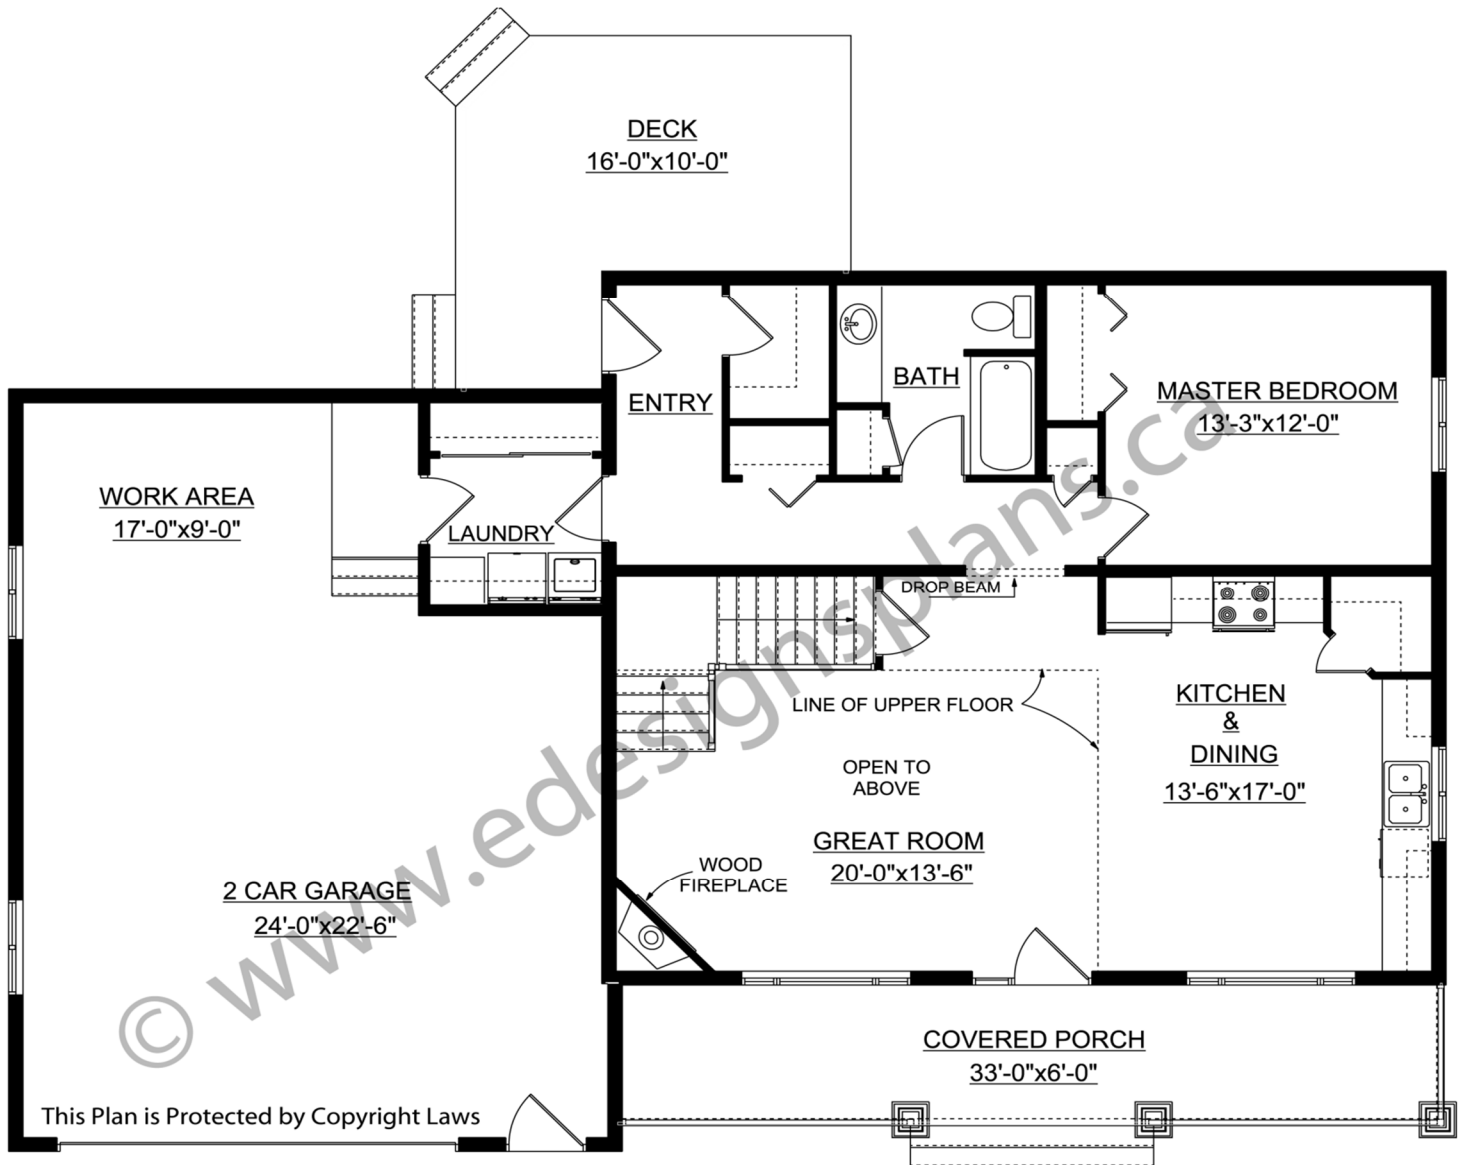 DECK
16'-0"x10'-0"
ENTRY
BATH
MASTER BEDROOM
13'-3"x12'-0"
WORK AREA
17'-0"x9'-0"
LAUNDRY
DROP BEAM
LINE OF UPPER FLOOR
KITCHEN
&
DINING
13'-6"x17'-0"
OPEN TO
ABOVE
GREAT ROOM
20'-0"x13'-6"
WOOD
FIREPLACE
2 CAR GARAGE
24'-0"x22'-6"
COVERED PORCH
33'-0"x6'-0"
This Plan is Protected by Copyright Laws
© www.edesignsplans.ca